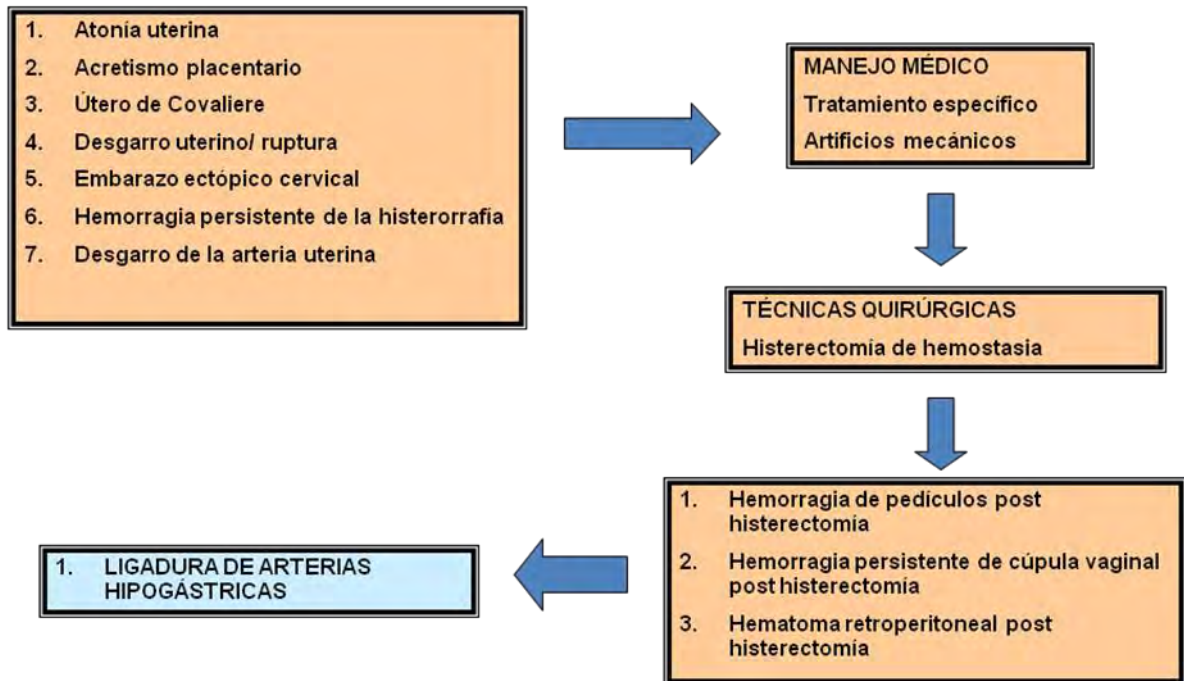 1. Atonía uterina
2. Acretismo placentario
3. Útero de Covaliere
4. Desgarro uterino/ ruptura
5. Embarazo ectópico cervical
6. Hemorragia persistente de la histerorrafia
7. Desgarro de la arteria uterina
MANEJO MÉDICO
Tratamiento específico
Artificios mecánicos
TÉCNICAS QUIRÚRGICAS
Histerectomía de hemostasia
1. Hemorragia de pedículos post
histerectomía
2. Hemorragia persistente de cúpula vaginal
post histerectomía
3. Hematoma retroperitoneal post
histerectomía
1. LIGADURA DE ARTERIAS
HIPOGÁSTRICAS